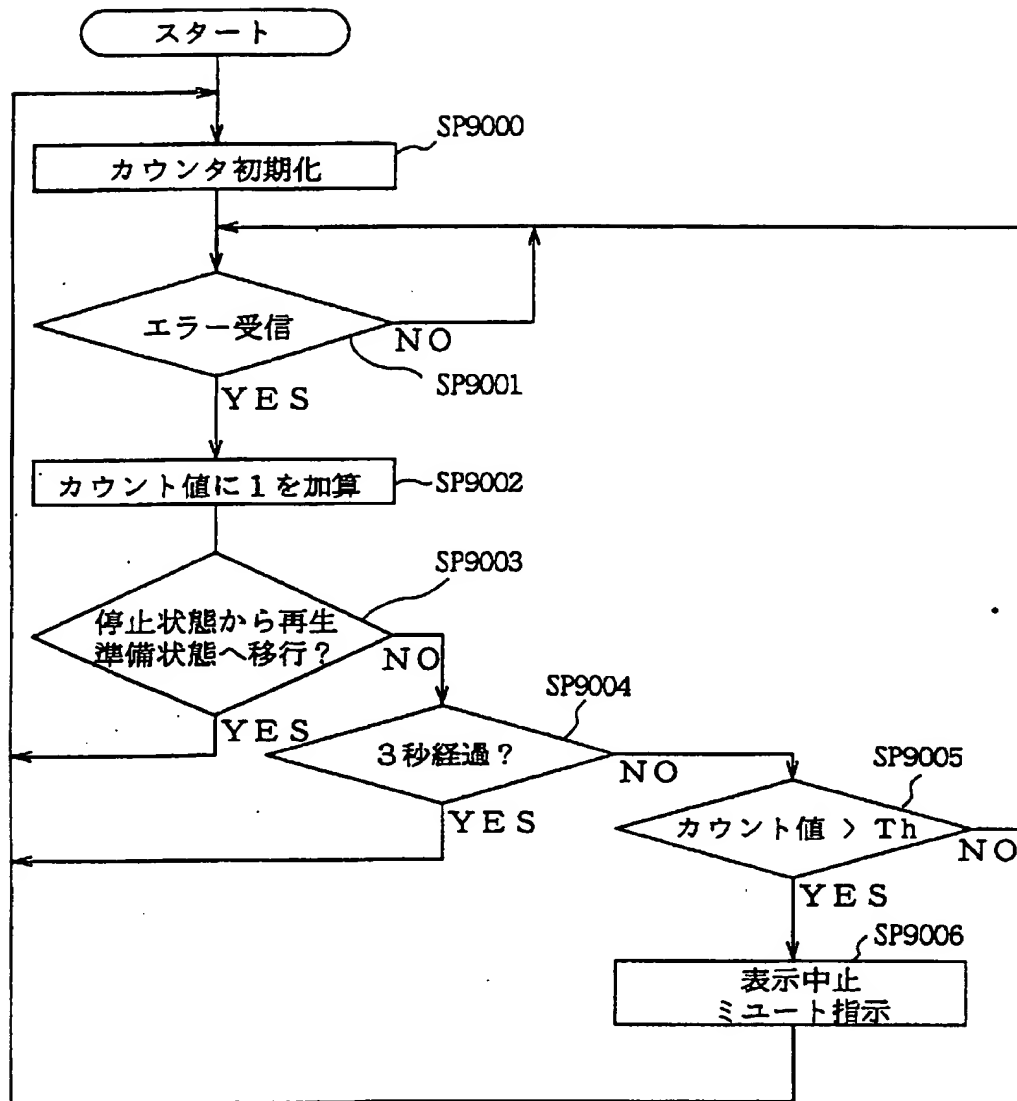 スタート
SP9000
カウンタ初期化
エラー受信
NO
SP9001
YES
カウント値に1を加算
SP9002
SP9003
停止状態から再生
準備状態へ移行?
NO
YES
SP9004
3秒経過?
NO
YES
SP9005
カウント値 > Th
NO
YES
SP9006
表示中止
ミユート指示